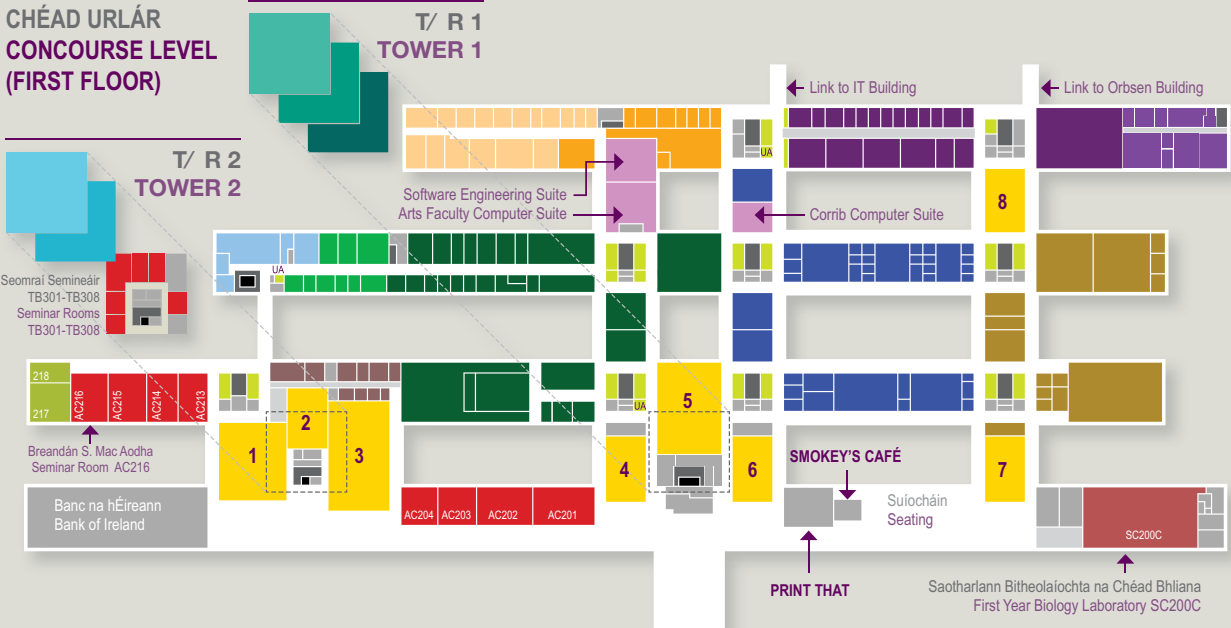 CHÉAD URLÁR
CONCOURSE LEVEL
(FIRST FLOOR)
T/ R 1
TOWER 1
T/ R 2
TOWER 2
Link to IT Building
Link to Orbsen Building
UA
Software Engineering Suite
Arts Faculty Computer Suite
Corrib Computer Suite
8
UA
Seomraí Semineáir
TB301-TB308
Seminar Rooms
TB301-TB308
218
217
AC216
AC215
AC214
AC213
UA
5
2
1
3
4
6
7
Breandán S. Mac Aodha
Seminar Room AC216
SMOKEY'S CAFÉ
Banc na hÉireann
Bank of Ireland
AC204
AC203
AC202
AC201
Suíocháin
Seating
SC200C
PRINT THAT
Saotharlann Bitheolaíochta na Chéad Bhliana
First Year Biology Laboratory SC200C